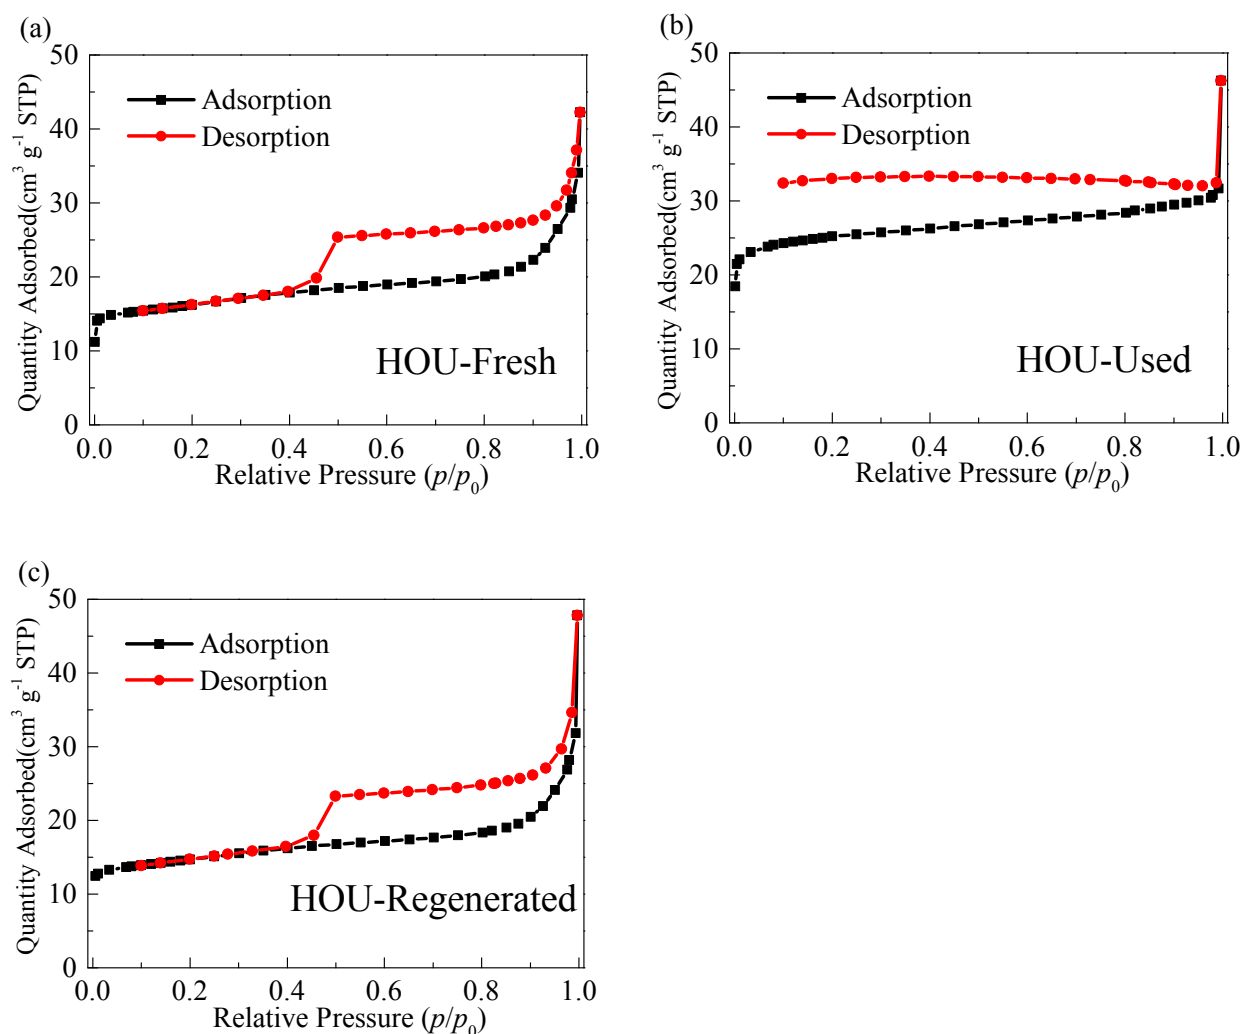 (a)
Quantity Adsorbed(cm³ g⁻¹ STP)
50
40
30
20
10
0
Adsorption
Desorption
HOU-Fresh
0.0 0.2 0.4 0.6 0.8 1.0
Relative Pressure (p/p₀)
(b)
Quantity Adsorbed(cm³ g⁻¹ STP)
50
40
30
20
10
0
Adsorption
Desorption
HOU-Used
0.0 0.2 0.4 0.6 0.8 1.0
Relative Pressure (p/p₀)
(c)
Quantity Adsorbed(cm³ g⁻¹ STP)
50
40
30
20
10
0
Adsorption
Desorption
HOU-Regenerated
0.0 0.2 0.4 0.6 0.8 1.0
Relative Pressure (p/p₀)